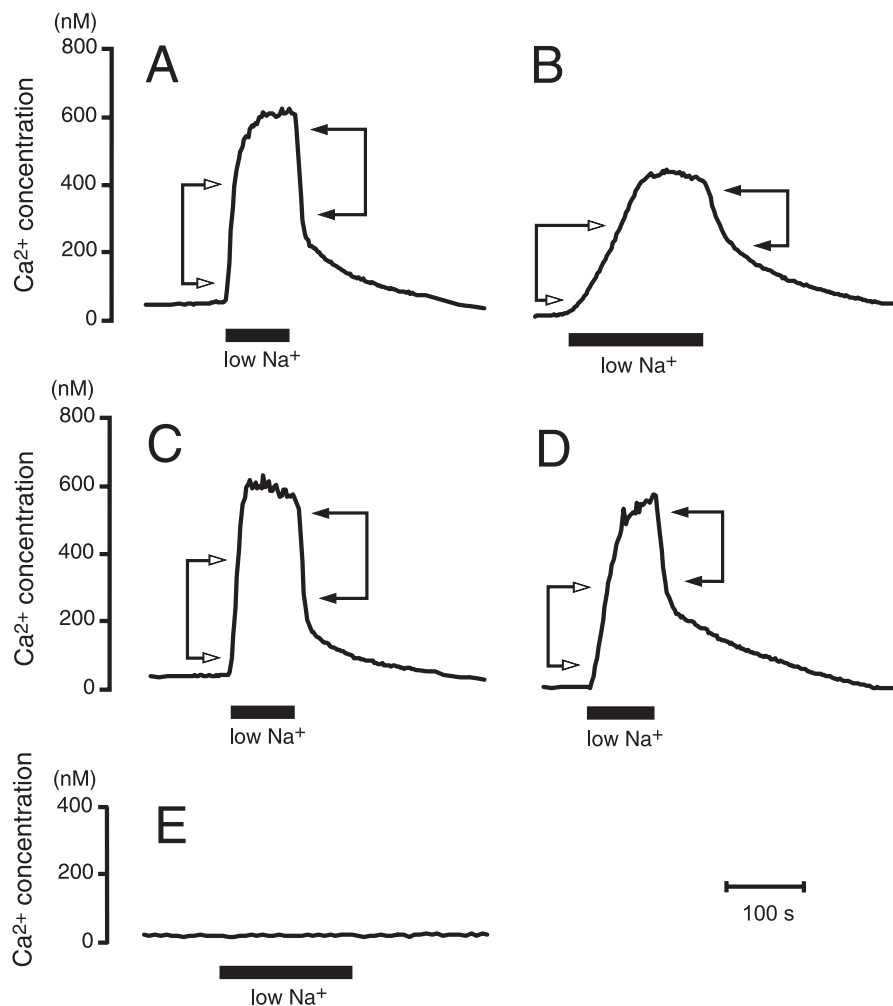 (nM)
800
600
400
200
0
Ca2+ concentration
A
low Na+
B
low Na+
(nM)
800
600
400
200
0
Ca2+ concentration
C
low Na+
D
low Na+
(nM)
400
200
0
Ca2+ concentration
E
low Na+
100 s